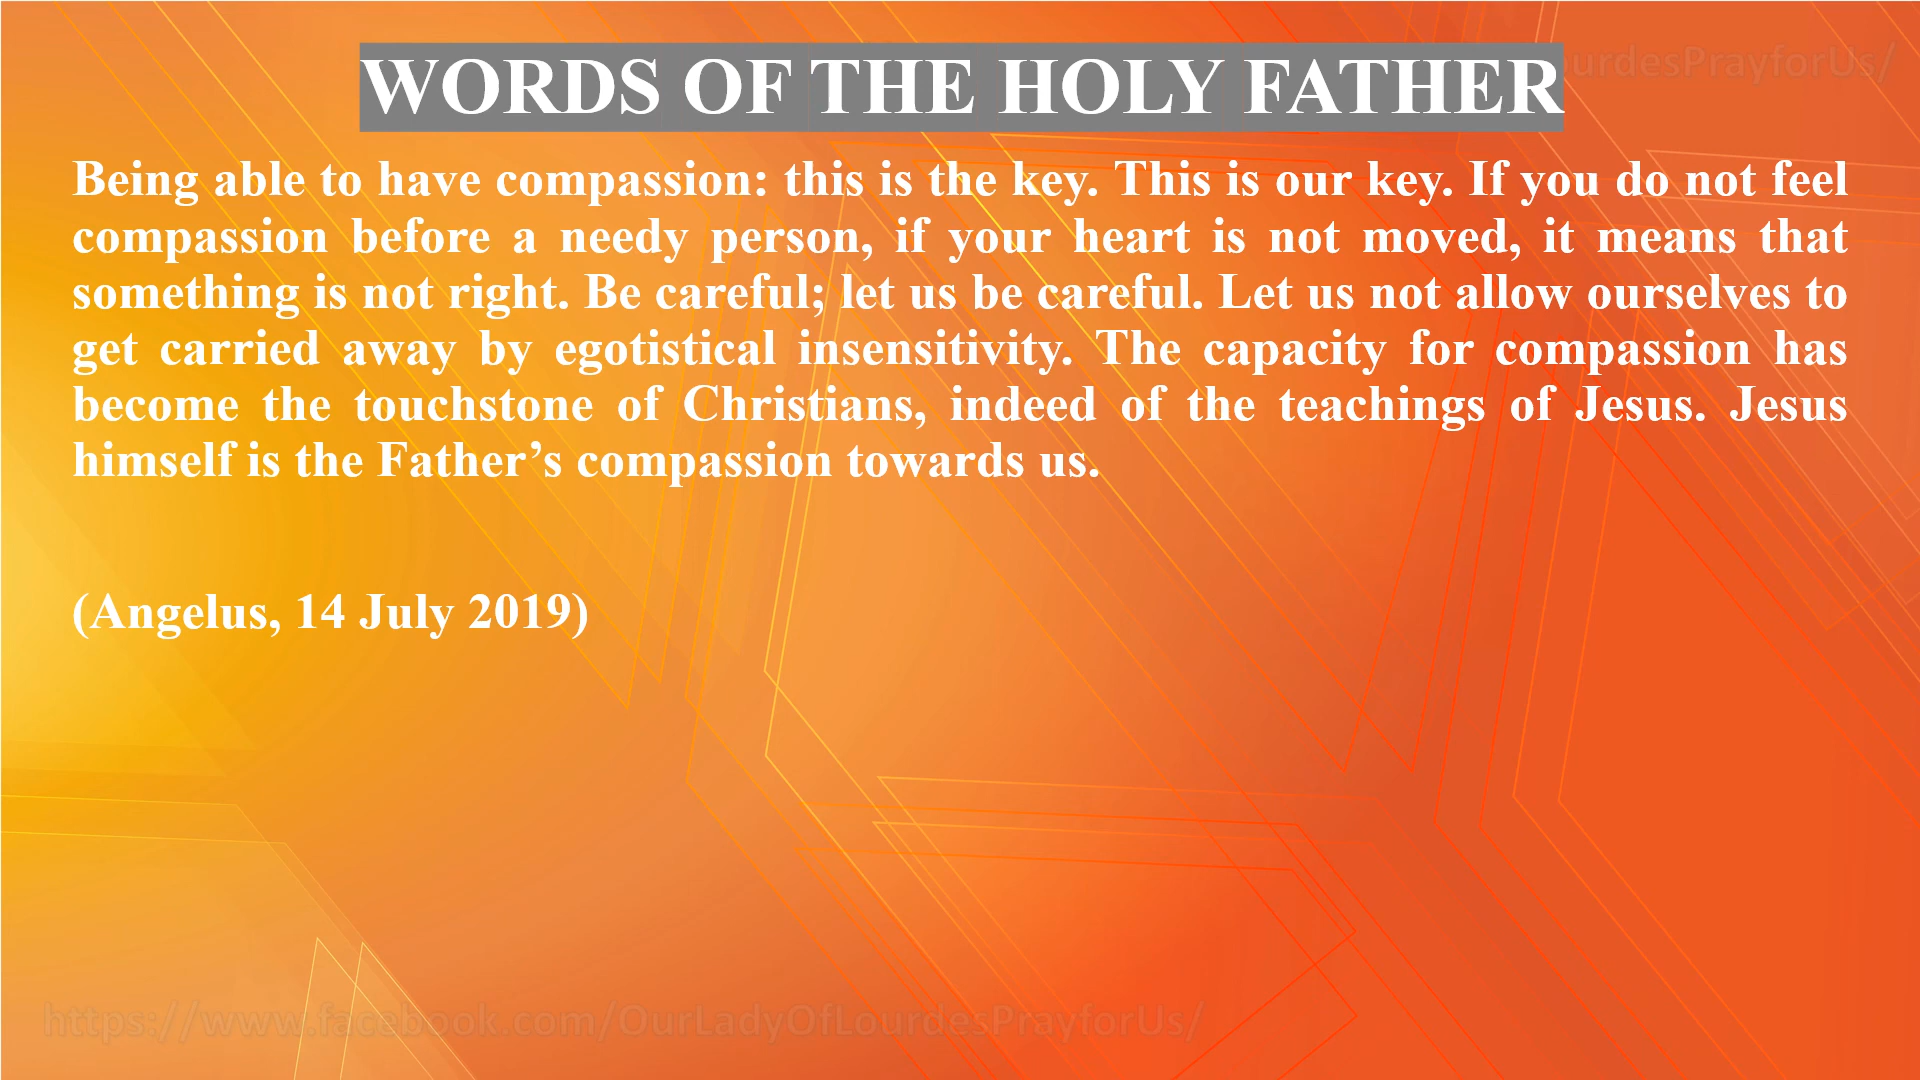 WORDS OF THE HOLY FATHER
urdesPrayforUs/
Being able to have compassion: this is the key. This is our key. If you do not feel
compassion before a needy person, if your heart is not moved, it means that
something is not right. Be careful; let us be careful. Let us not allow ourselves to
get carried away by egotistical insensitivity. The capacity for compassion has
become the touchstone of Christians, indeed of the teachings of Jesus. Jesus
himself is the Father’s compassion towards us.
(Angelus, 14 July 2019)
https://www.facebook.com/OurLadyOfLourdesPrayforUs/